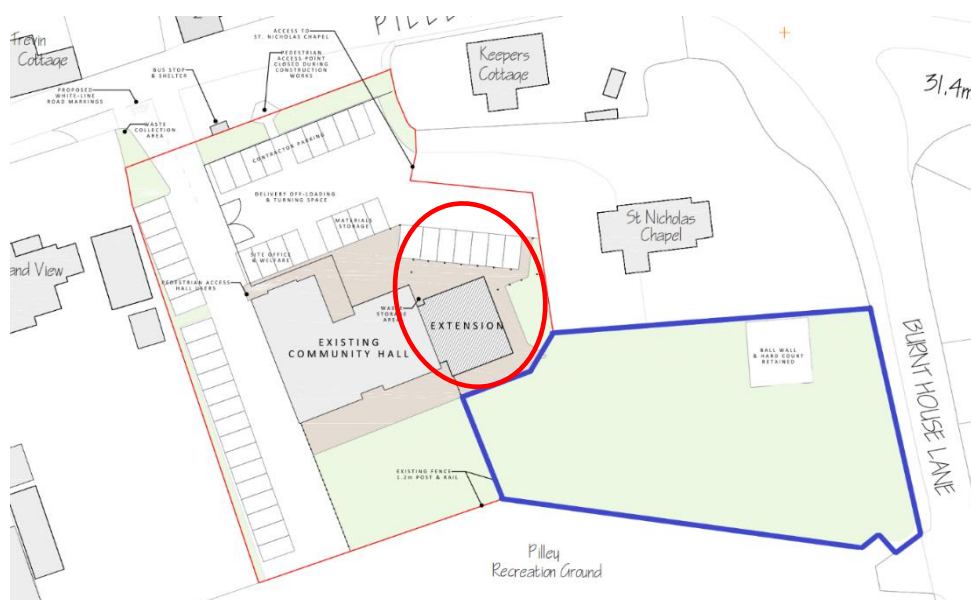 PILL
ACCESS TO
ST. NICHOLAS CHAPEL
Trevin
Cottage
PEDESTRIAN
ACCESS POINT
CLOSED DURING
CONSTRUCTION
WORKS
Keepers
Cottage
BUS STOP
& SHELTER
PROPOSED
WHITE-LINE
ROAD MARKINGS
31.4m
WASTE
COLLECTION
AREA
CONTRACTOR PARKING
DELIVERY OFF-LOADING
& TURNING SPACE
MATERIALS
STORAGE
St Nicholas
Chapel
SITE OFFICE
& WELFARE
and View
PEDESTRIAN ACCESS
HALL USERS
WASTE
STORAGE
AREA
EXTENSION
EXISTING
COMMUNITY HALL
BALL WALL
& HARD COURT
RETAINED
BURNT HOUSE LANE
EXISTING FENCE
1.2m POST & RAIL
Pilley
Recreation Ground